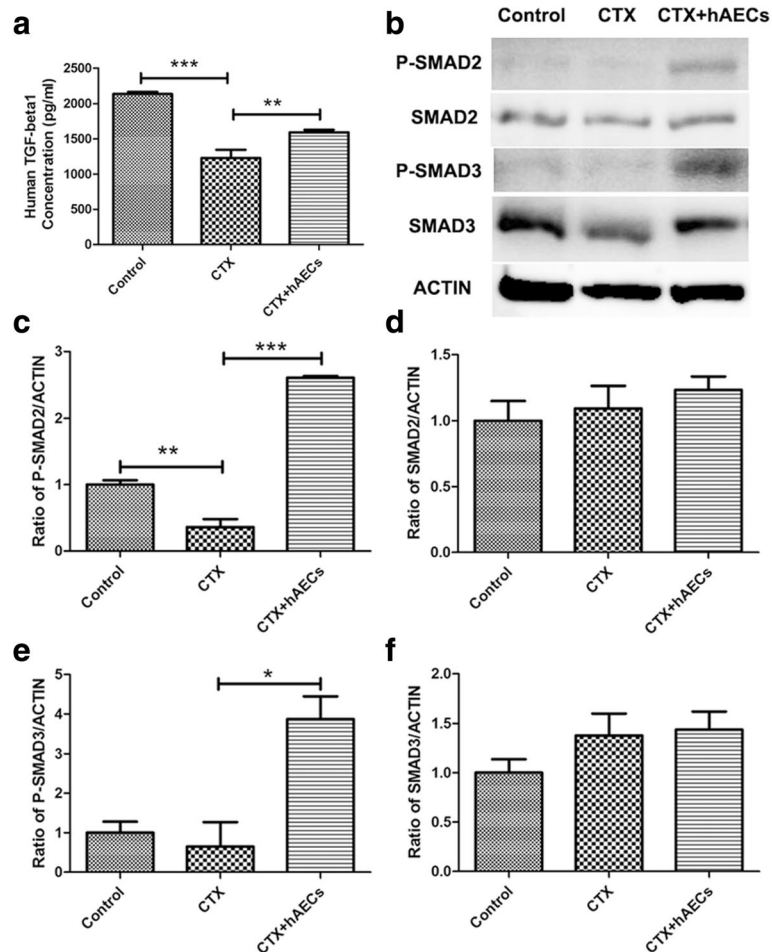 a
Human TGF-beta1
Concentration (pg/ml)
2500
2000
1500
1000
500
0
***
**
Control
CTX
CTX+hAECs
b
Control CTX CTX+hAECs
P-SMAD2
SMAD2
P-SMAD3
SMAD3
ACTIN
c
Ratio of P-SMAD2/ACTIN
3
2
1
0
**
***
Control
CTX
CTX+hAECs
d
Ratio of SMAD2/ACTIN
1.5
1.0
0.5
0.0
Control
CTX
CTX+hAECs
e
Ratio of P-SMAD3/ACTIN
5
4
3
2
1
0
*
Control
CTX
CTX+hAECs
f
Ratio of SMAD3/ACTIN
2.0
1.5
1.0
0.5
0.0
Control
CTX
CTX+hAECs